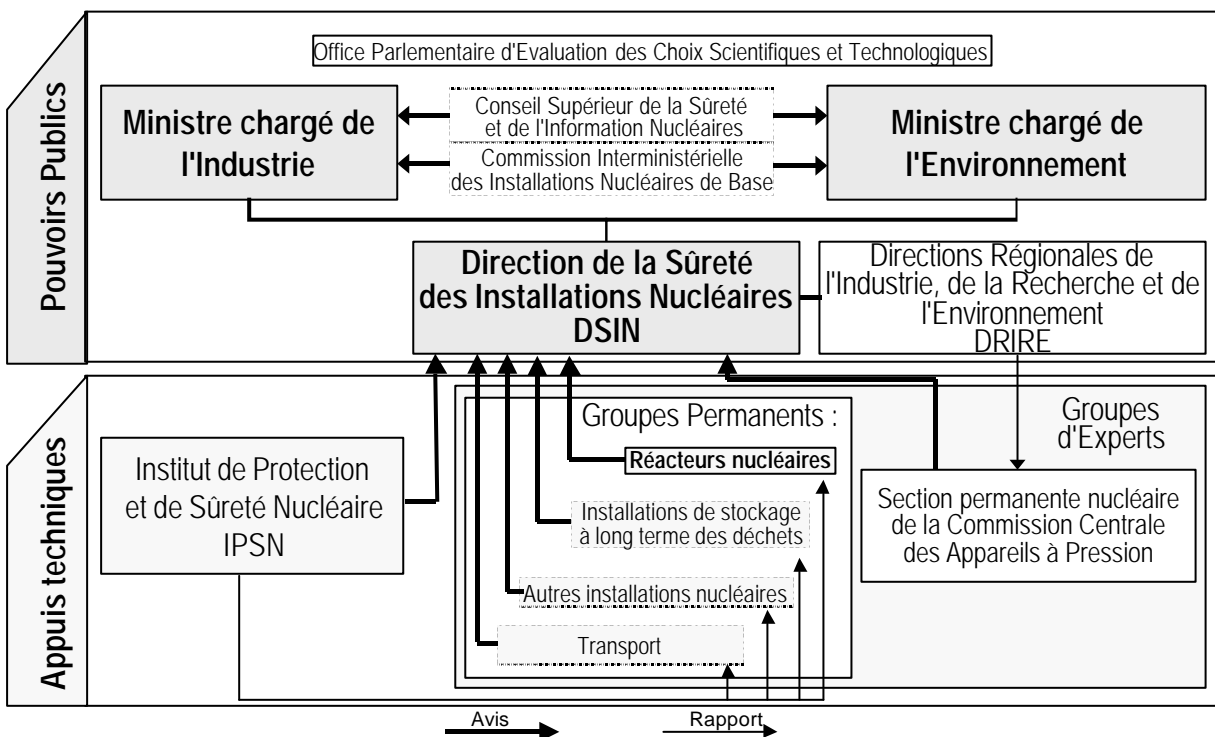 Pouvoirs Publics
Office Parlementaire d'Evaluation des Choix Scientifiques et Technologiques
Ministre chargé de
l'Industrie
Conseil Supérieur de la Sûreté
et de l'Information Nucléaires
Commission Interministérielle
des Installations Nucléaires de Base
Ministre chargé de
l'Environnement
Direction de la Sûreté
des Installations Nucléaires
DSIN
Directions Régionales de
l'Industrie, de la Recherche et de
l'Environnement
DRIRE
Appuis techniques
Institut de Protection
et de Sûreté Nucléaire
IPSN
Groupes Permanents :
Réacteurs nucléaires
Installations de stockage
à long terme des déchets
Autres installations nucléaires
Transport
Groupes
d'Experts
Section permanente nucléaire
de la Commission Centrale
des Appareils à Pression
Avis
Rapport